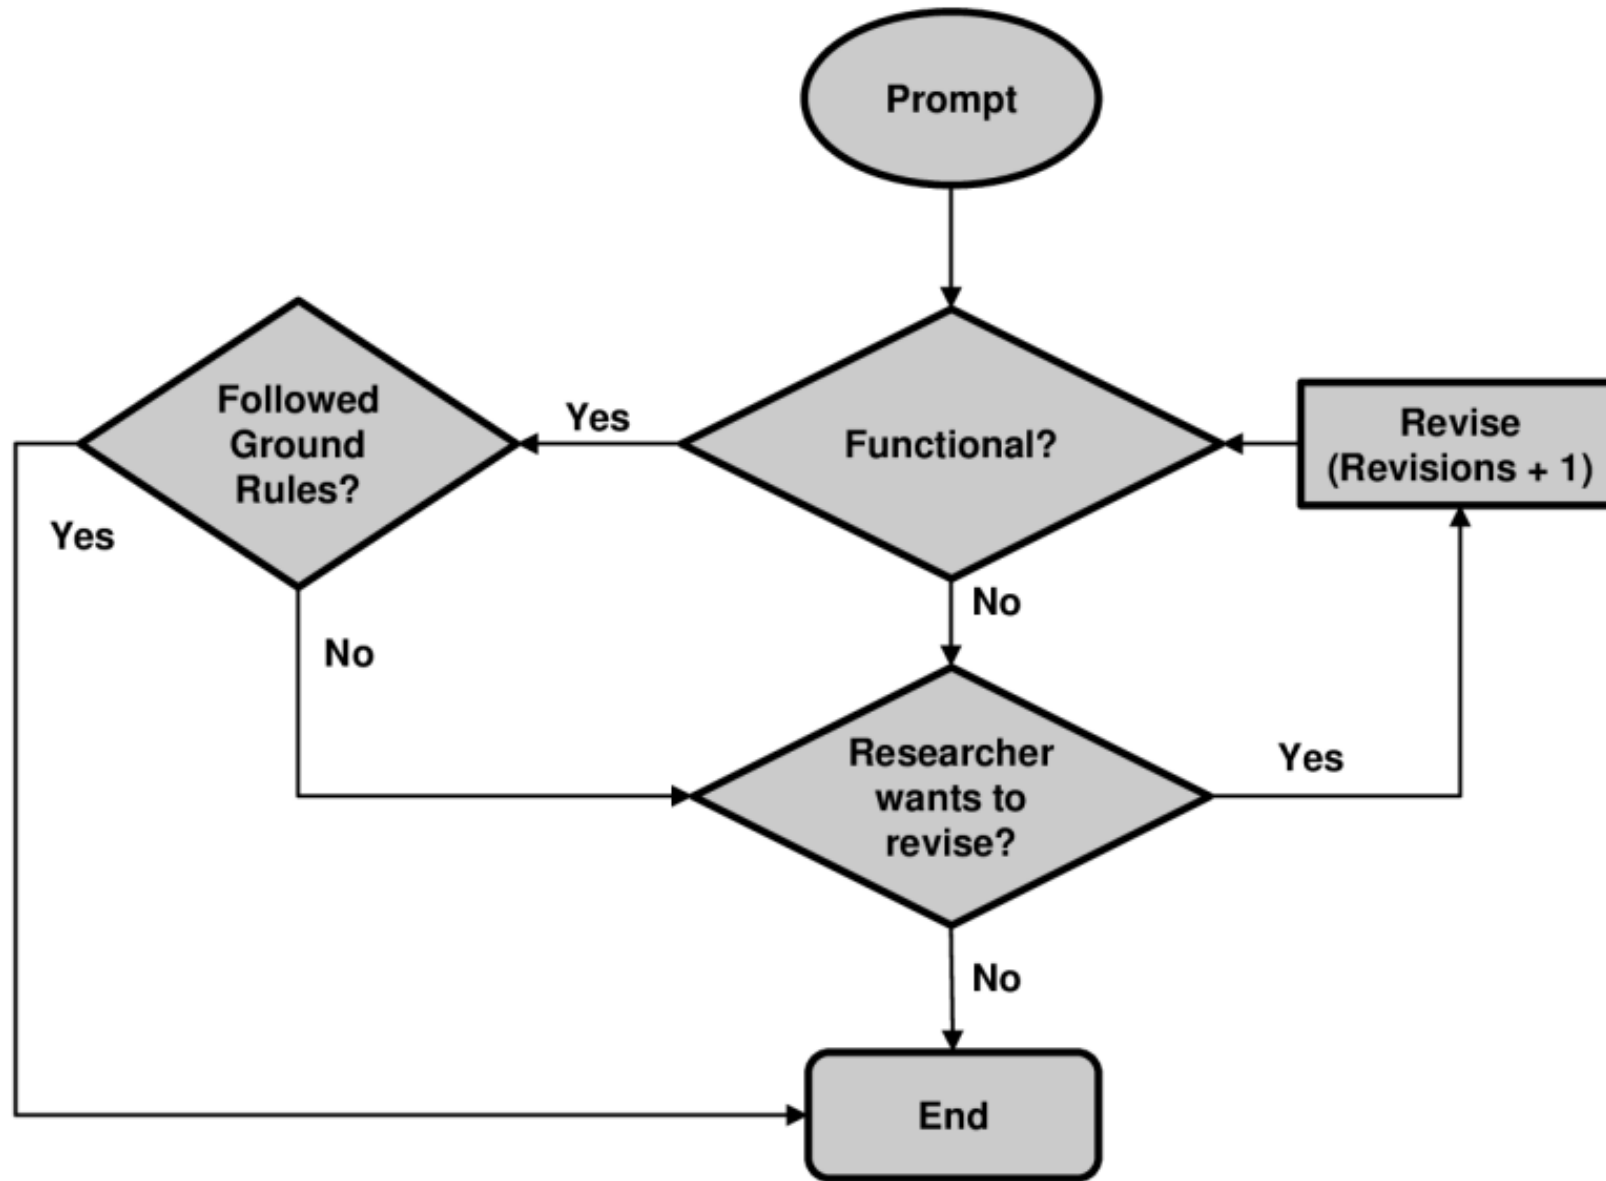 Prompt
Followed
Ground
Rules?
Yes
Functional?
Revise
(Revisions + 1)
Yes
No
No
Researcher
wants to
revise?
Yes
No
End